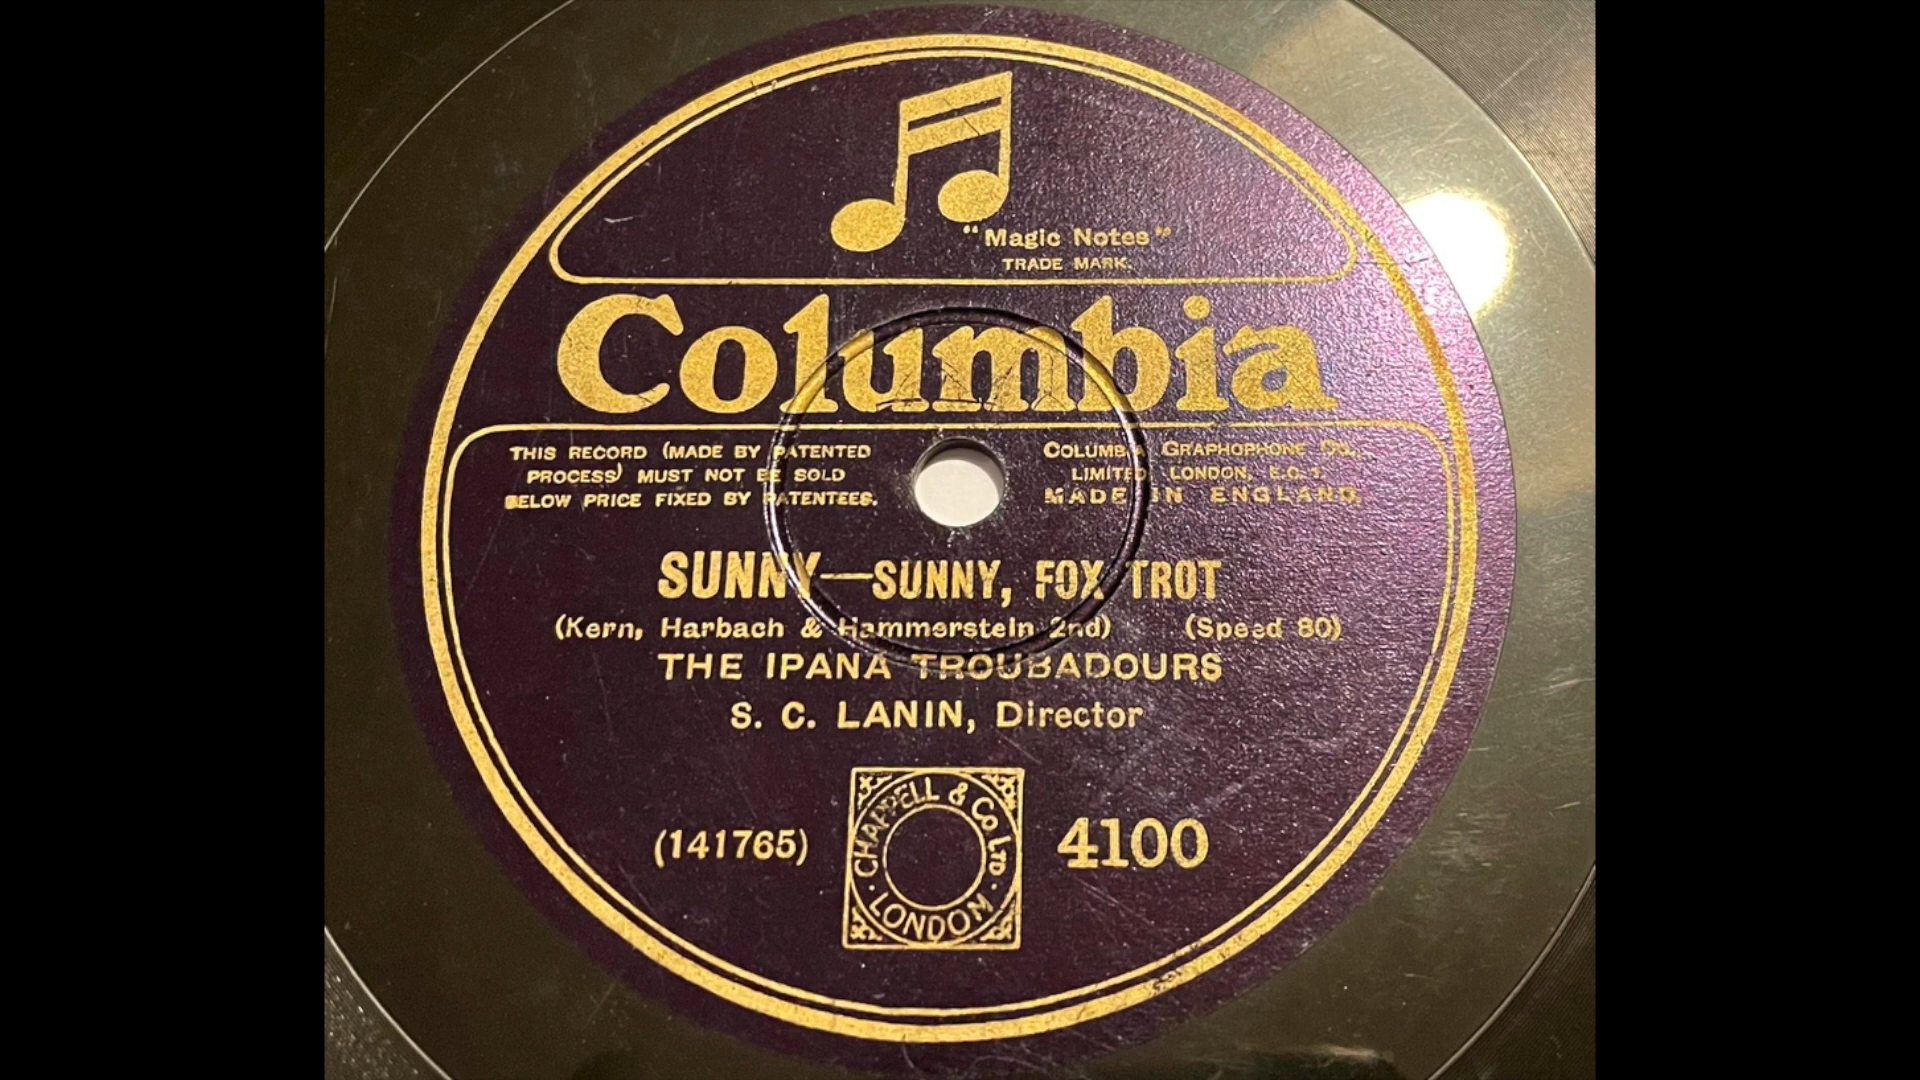 “Magic Notes”
TRADE MARK.
Columbia
THIS RECORD (MADE BY PATENTED
PROCESS) MUST NOT BE SOLD
BELOW PRICE FIXED BY PATENTEES.
COLUMBIA GRAPHOPHONE CO.,
LIMITED LONDON, E.C.1.
MADE IN ENGLAND.
SUNNY—SUNNY, FOX TROT
(Kern, Harbach & Hammerstein 2nd) (Speed 80)
THE IPANA TROUBADOURS
S. C. LANIN, Director
(141765)
CHAPPELL & CO. LTD
· LONDON ·
4100